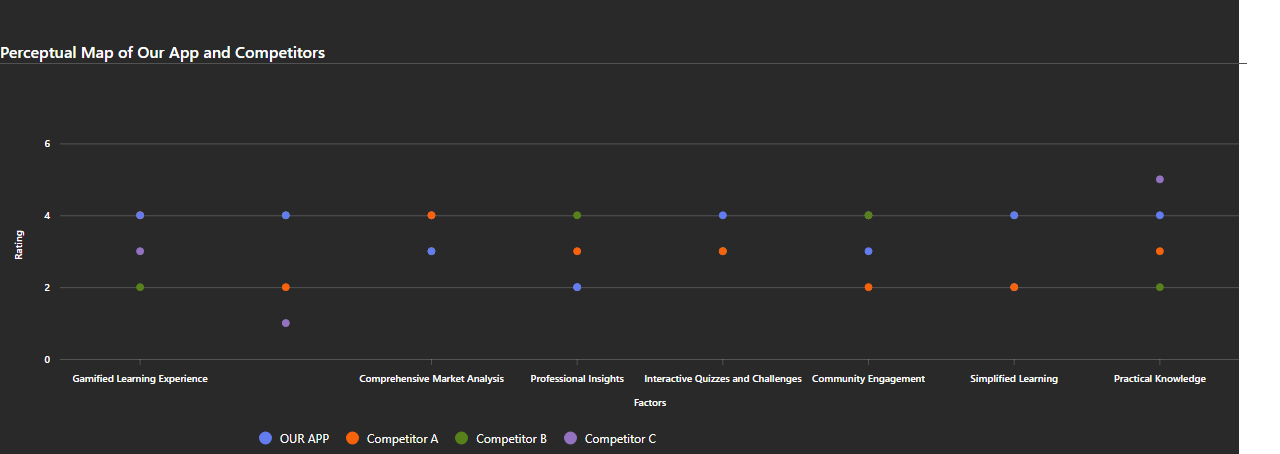 Perceptual Map of Our App and Competitors
6
4
2
0
Rating
Gamified Learning Experience
Comprehensive Market Analysis
Professional Insights
Interactive Quizzes and Challenges
Community Engagement
Simplified Learning
Practical Knowledge
Factors
OUR APP
Competitor A
Competitor B
Competitor C